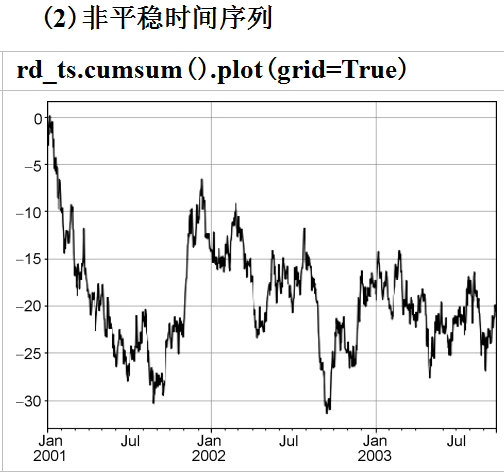 (2)非平稳时间序列
rd_ts.cumsum().plot(grid=True)
0
−5
−10
−15
−20
−25
−30
Jan Jul Jan Jul Jan Jul
2001 2002 2003